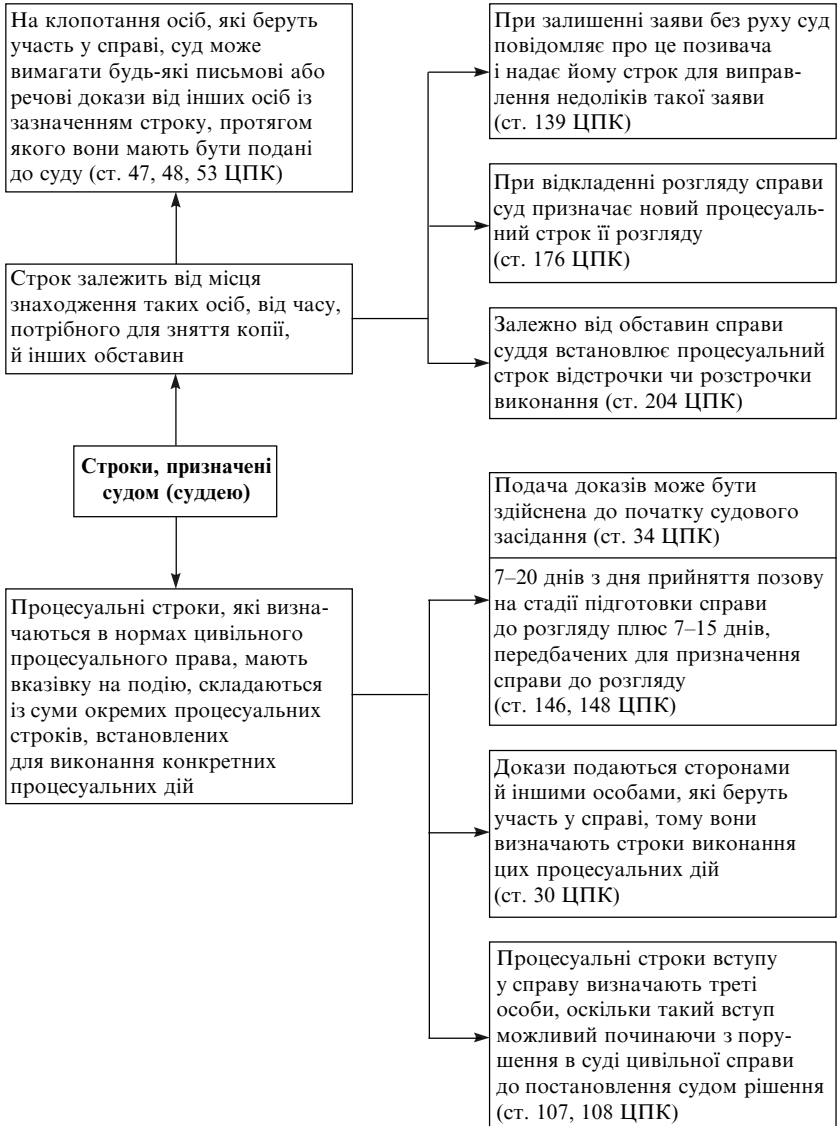 На клопотання осіб, які беруть
участь у справі, суд може
вимагати будь-які письмові або
речові докази від інших осіб із
зазначенням строку, протягом
якого вони мають бути подані
до суду (ст. 47, 48, 53 ЦПК)
При залишенні заяви без руху суд
повідомляє про це позивача
і надає йому строк для виправ-
лення недоліків такої заяви
(ст. 139 ЦПК)
При відкладенні розгляду справи
суд призначає новий процесуаль-
ний строк її розгляду
(ст. 176 ЦПК)
Строк залежить від місця
знаходження таких осіб, від часу,
потрібного для зняття копії,
й інших обставин
Залежно від обставин справи
суддя встановлює процесуальний
строк відстрочки чи розстрочки
виконання (ст. 204 ЦПК)
Строки, призначені
судом (суддею)
Подача доказів може бути
здійснена до початку судового
засідання (ст. 34 ЦПК)
7–20 днів з дня прийняття позову
на стадії підготовки справи
до розгляду плюс 7–15 днів,
передбачених для призначення
справи до розгляду
(ст. 146, 148 ЦПК)
Процесуальні строки, які визна-
чаються в нормах цивільного
процесуального права, мають
вказівку на подію, складаються
із суми окремих процесуальних
строків, встановлених
для виконання конкретних
процесуальних дій
Докази подаються сторонами
й іншими особами, які беруть
участь у справі, тому вони
визначають строки виконання
цих процесуальних дій
(ст. 30 ЦПК)
Процесуальні строки вступу
у справу визначають треті
особи, оскільки такий вступ
можливий починаючи з пору-
шення в суді цивільної справи
до постановлення судом рішення
(ст. 107, 108 ЦПК)